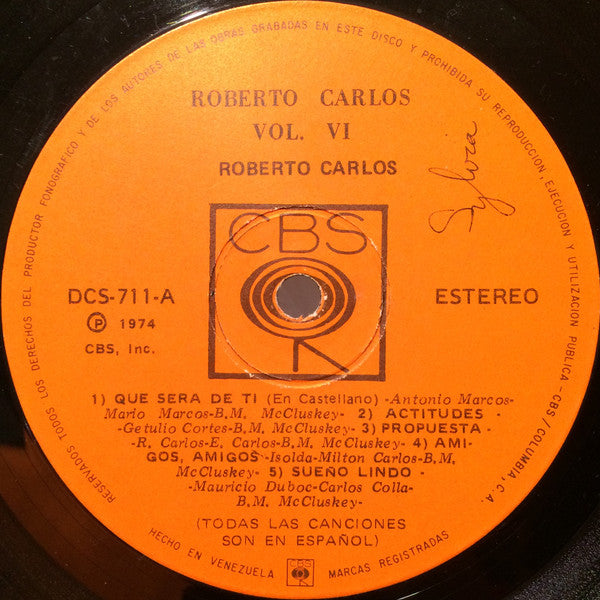 RESERVADOS TODOS LOS DERECHOS DEL PRODUCTOR FONOGRAFICO Y DE LOS AUTORES DE LAS OBRAS GRABADAS EN ESTE DISCO Y PROHIBIDA SU REPRODUCCION, EJECUCION Y UTILIZACION PUBLICA-CBS/COLUMBIA, C.A.
ROBERTO CARLOS
VOL. VI
ROBERTO CARLOS
Sylvia
CBS
DCS-711-A
ESTEREO
Ⓟ 1974
CBS, Inc.
1) QUE SERA DE TI (En Castellano) -Antonio Marcos-
Mario Marcos-B.M. McCluskey- 2) ACTITUDES -
-Getulio Cortes-B.M, McCluskey- 3) PROPUESTA-
-R, Carlos-E, Carlos-B,M, McCluskey- 4) AMI-
GOS, AMIGOS -Isolda-Milton Carlos-B,M,
McCluskey- 5) SUEÑO LINDO -
-Mauricio Duboc-Carlos Colla-
B,M, McCluskey-
(TODAS LAS CANCIONES
SON EN ESPAÑOL)
HECHO EN VENEZUELA
MARCAS REGISTRADAS